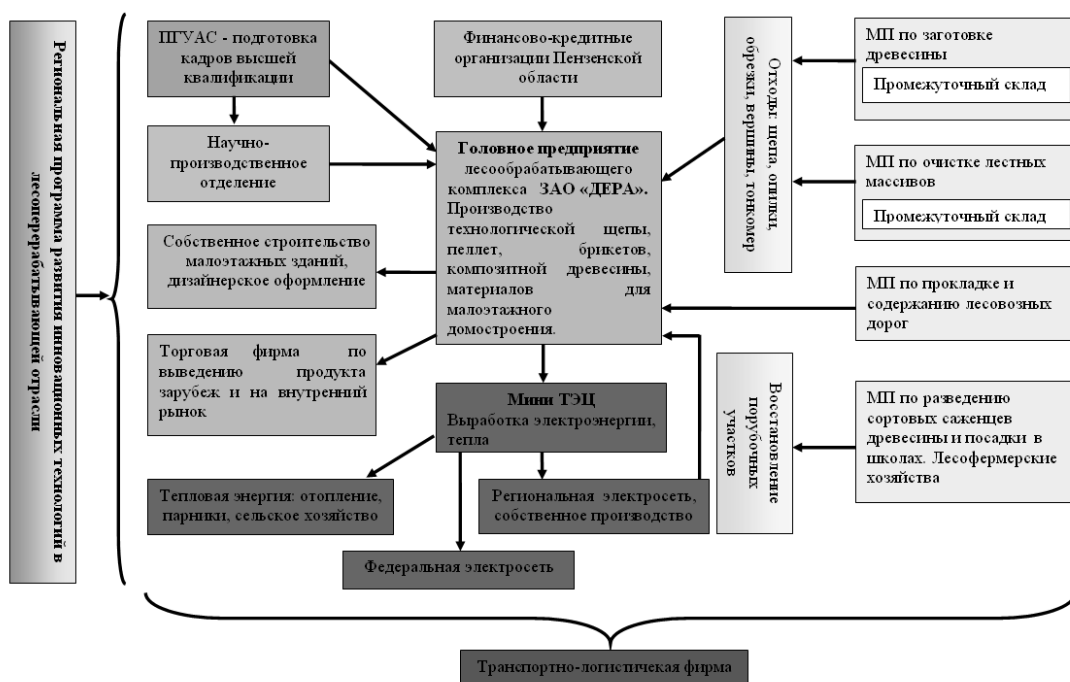 Региональная программа развития инновационных технологий в
лесоперерабатывающей отрасли
ПГУАС - подготовка
кадров высшей
квалификации
Научно-
производственное
отделение
Собственное строительство
малоэтажных зданий,
дизайнерское оформление
Торговая фирма по
выведению продукта
зарубеж и на внутренний
рынок
Финансово-кредитные
организации Пензенской
области
Головное предприятие
лесообрабатывающего
комплекса ЗАО «ДЕРА».
Производство
технологической щепы,
пеллет, брикетов,
композитной древесины,
материалов для
малоэтажного
домостроения.
Мини ТЭЦ
Выработка электроэнергии,
тепла
Тепловая энергия: отопление,
парники, сельское хозяйство
Региональная электросеть,
собственное производство
Федеральная электросеть
Отходы: щепа, опилки,
обрезки, вершины, тонкомер
Восстановление
порубочных
участков
МП по заготовке
древесины
Промежуточный склад
МП по очистке лестных
массивов
Промежуточный склад
МП по прокладке и
содержанию лесовозных
дорог
МП по разведению
сортовых саженцев
древесины и посадки в
школах. Лесофермерские
хозяйства
Транспортно-логистичекая фирма